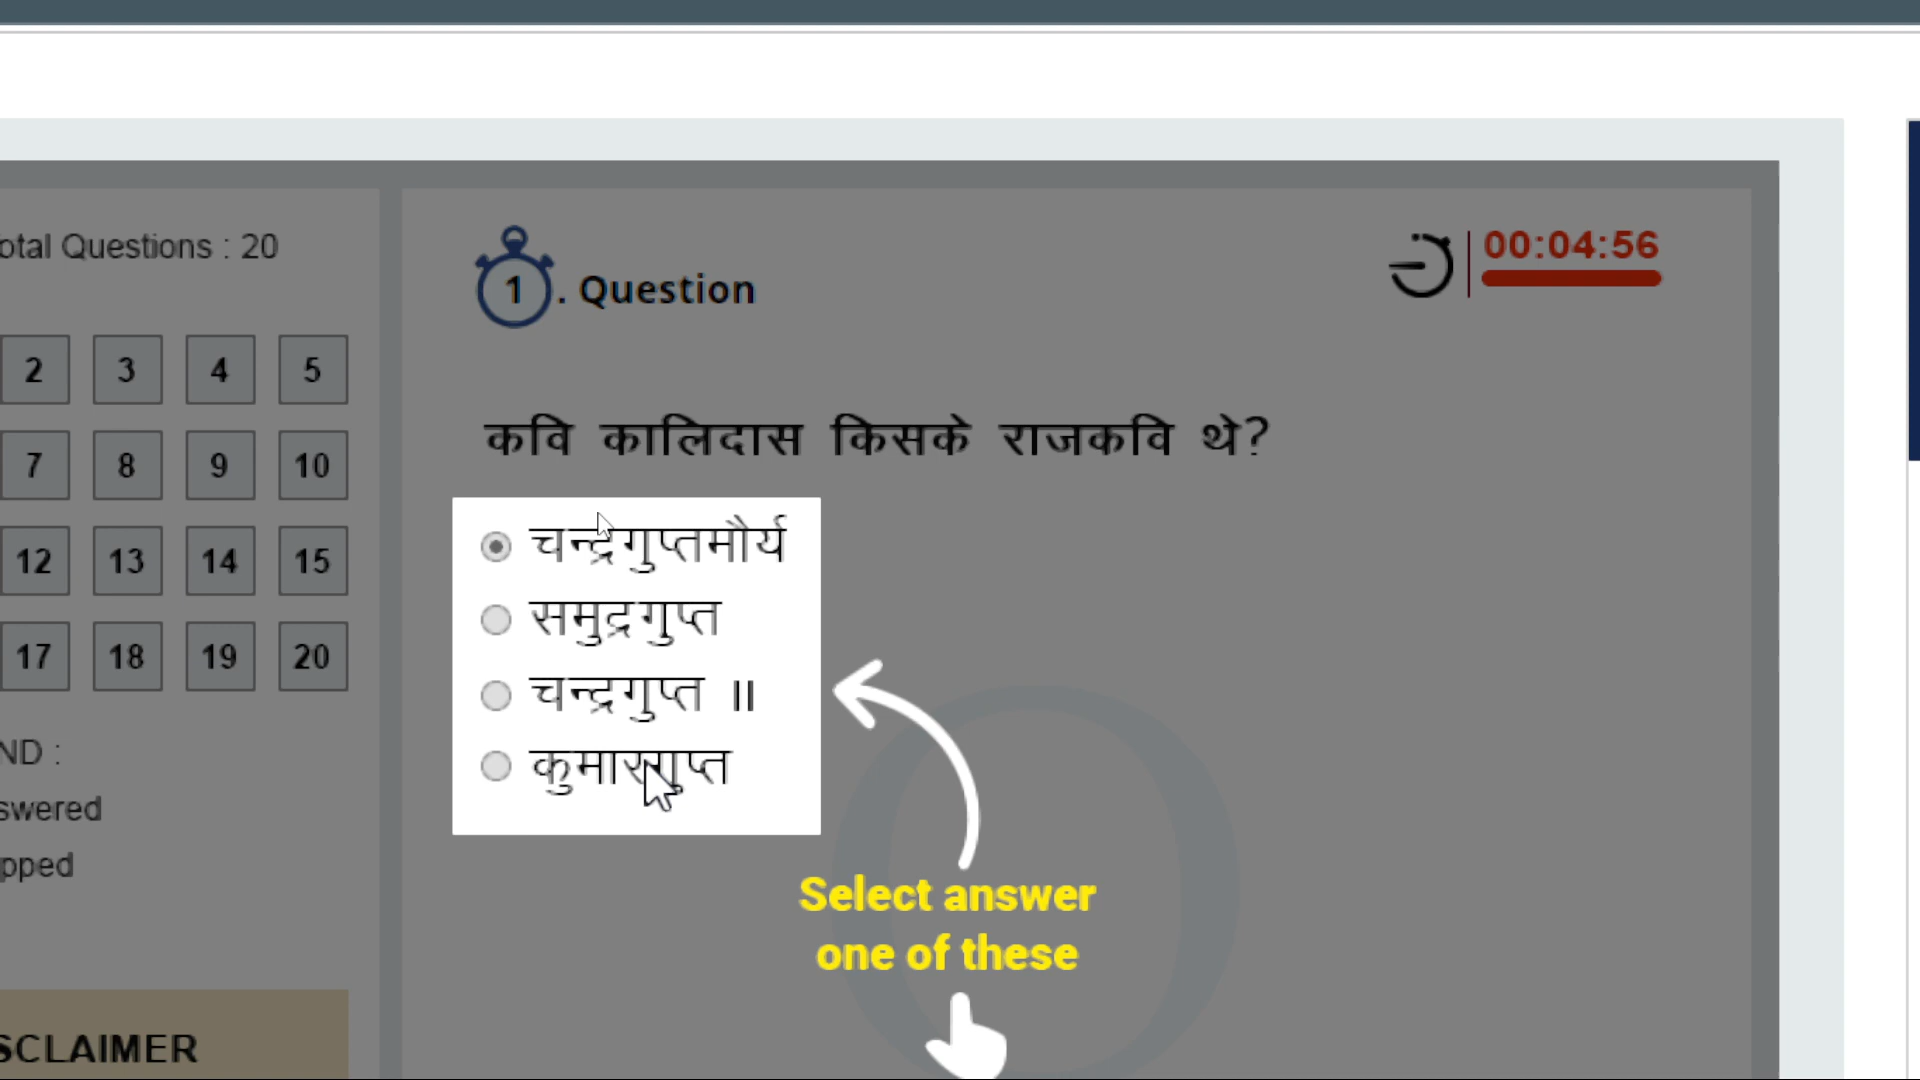 otal Questions : 20
2 3 4 5
7 8 9 10
12 13 14 15
17 18 19 20
ND :
swered
pped
SCLAIMER
1 . Question
00:04:56
कवि कालिदास किसके राजकवि थे?
चन्द्रगुप्तमौर्य
समुद्रगुप्त
चन्द्रगुप्त ॥
कुमारगुप्त
Select answer
one of these